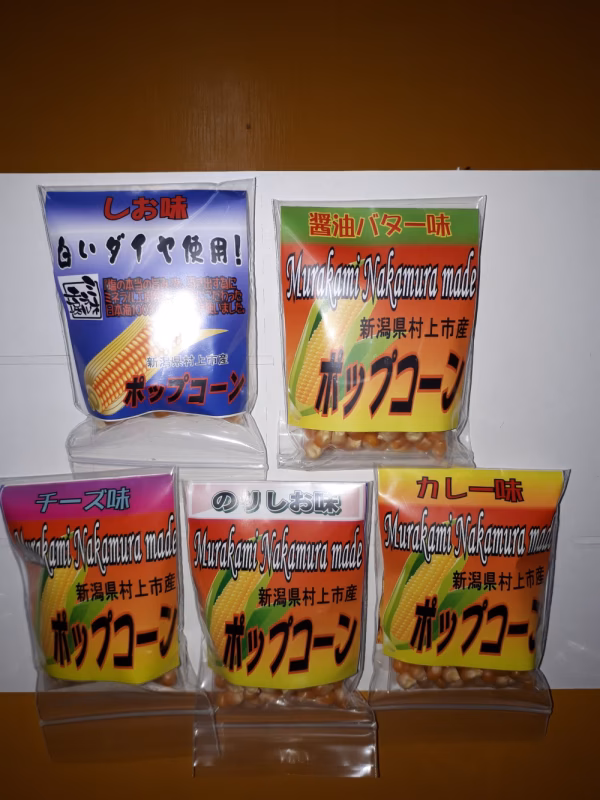 しお味
白いダイヤ使用!
新潟県村上市産
ポップコーン
醤油バター味
Murakami Nakamura made
新潟県村上市産
ポップコーン
チーズ味
Murakami Nakamura made
新潟県村上市産
ポップコーン
のりしお味
Murakami Nakamura made
新潟県村上市産
ポップコーン
カレー味
Murakami Nakamura made
新潟県村上市産
ポップコーン